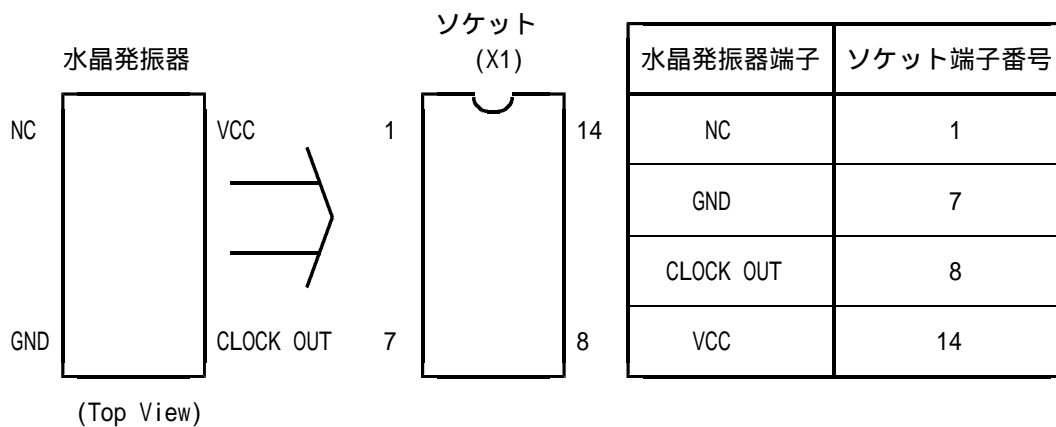 水晶発振器
NC
VCC
GND
CLOCK OUT
(Top View)
ソケット
(X1)
1
14
7
8
水晶発振器端子 ソケット端子番号
NC 1
GND 7
CLOCK OUT 8
VCC 14